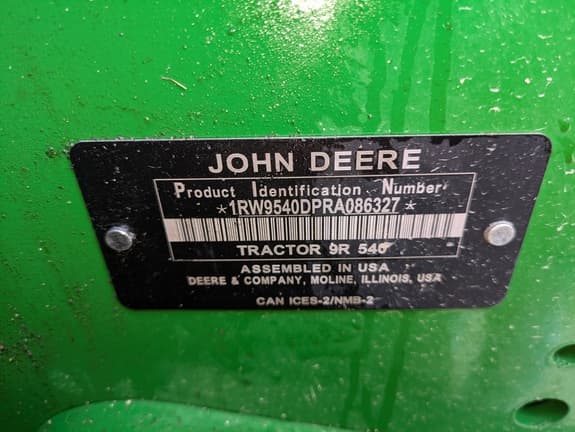 JOHN DEERE
Product Identification Number
*1RW9540DPRA086327*
TRACTOR 9R 540
ASSEMBLED IN USA
DEERE & COMPANY, MOLINE, ILLINOIS, USA
CAN ICES-2/NMB-2